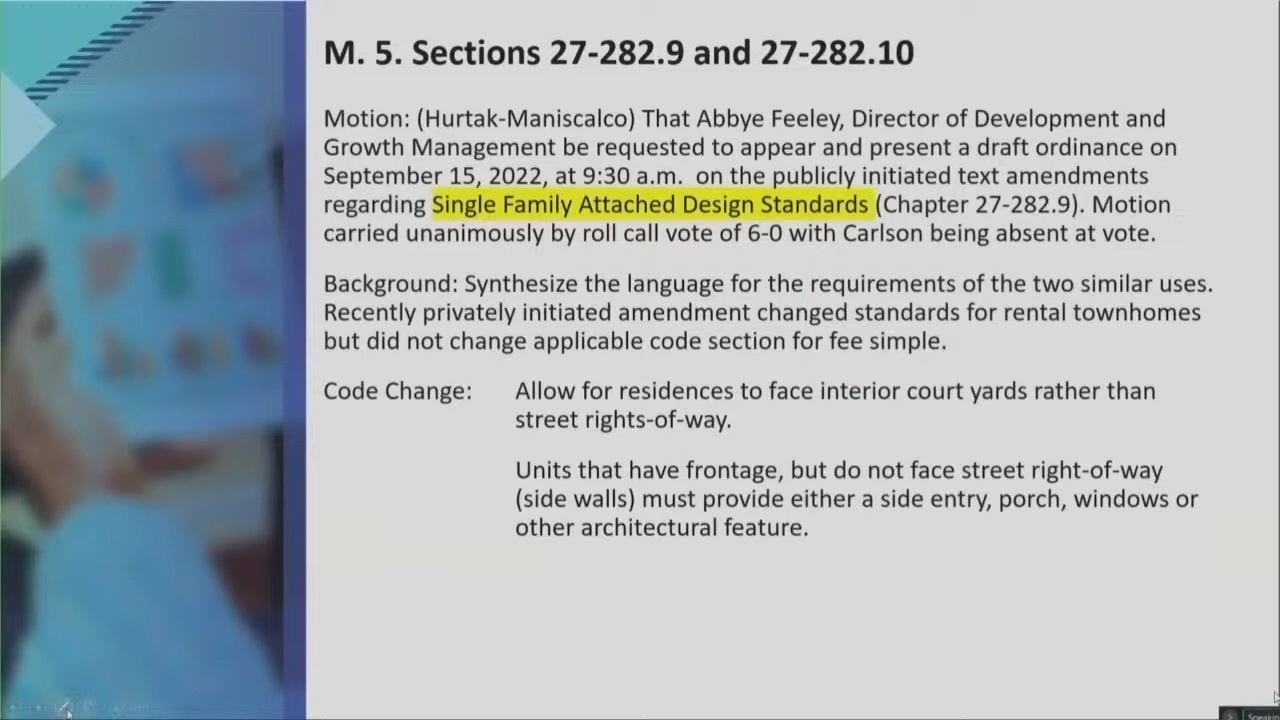 M. 5. Sections 27-282.9 and 27-282.10
Motion: (Hurtak-Maniscalco) That Abbye Feeley, Director of Development and
Growth Management be requested to appear and present a draft ordinance on
September 15, 2022, at 9:30 a.m.  on the publicly initiated text amendments
regarding Single Family Attached Design Standards (Chapter 27-282.9). Motion
carried unanimously by roll call vote of 6-0 with Carlson being absent at vote.
Background: Synthesize the language for the requirements of the two similar uses.
Recently privately initiated amendment changed standards for rental townhomes
but did not change applicable code section for fee simple.
Code Change: Allow for residences to face interior court yards rather than
street rights-of-way.
Units that have frontage, but do not face street right-of-way
(side walls) must provide either a side entry, porch, windows or
other architectural feature.